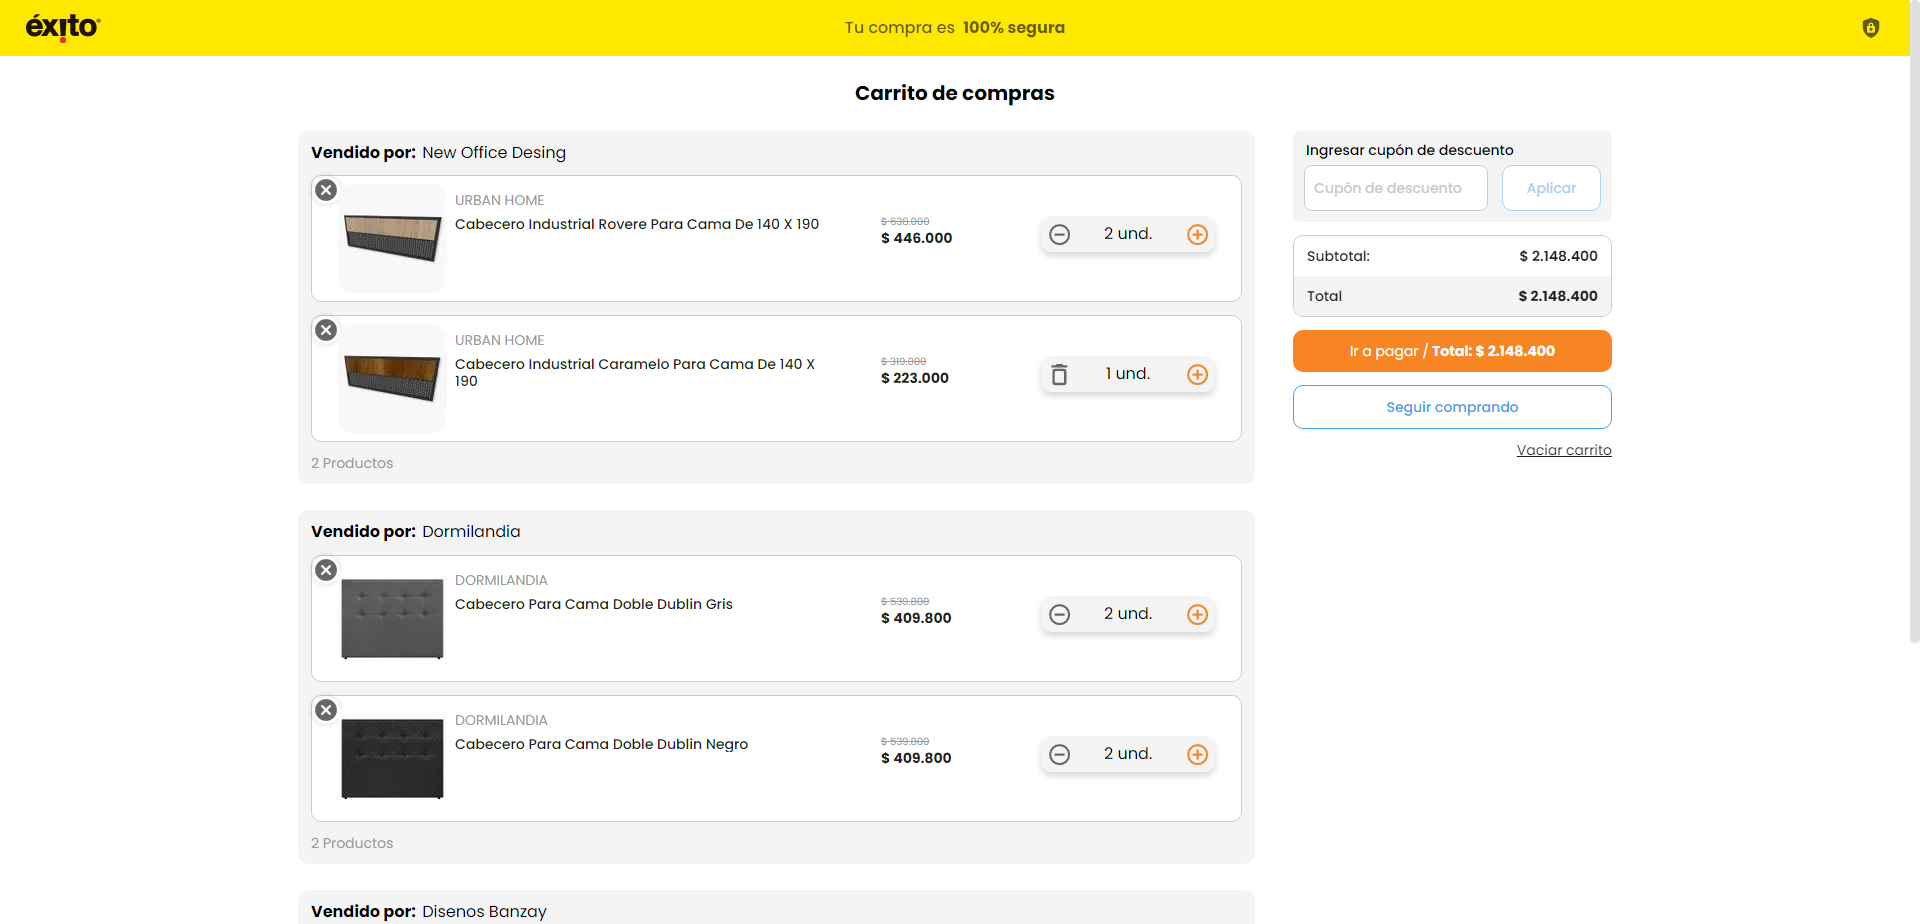 éxito
Tu compra es 100% segura
Carrito de compras
Vendido por: New Office Desing
URBAN HOME
Cabecero Industrial Rovere Para Cama De 140 X 190
$ 638.000
$ 446.000
2 und.
URBAN HOME
Cabecero Industrial Caramelo Para Cama De 140 X
190
$ 319.000
$ 223.000
1 und.
2 Productos
Vendido por: Dormilandia
DORMILANDIA
Cabecero Para Cama Doble Dublin Gris
$ 539.800
$ 409.800
2 und.
DORMILANDIA
Cabecero Para Cama Doble Dublin Negro
$ 539.800
$ 409.800
2 und.
2 Productos
Vendido por: Disenos Banzay
Ingresar cupón de descuento
Cupón de descuento
Aplicar
Subtotal: $ 2.148.400
Total $ 2.148.400
Ir a pagar / Total: $ 2.148.400
Seguir comprando
Vaciar carrito